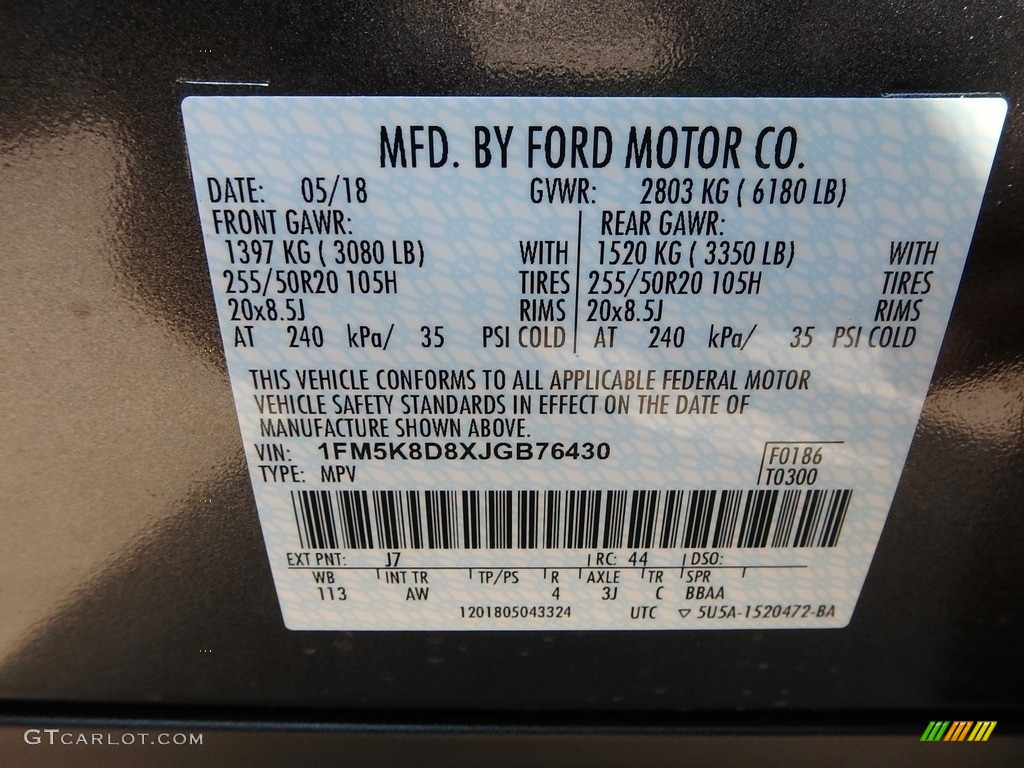 MFD. BY FORD MOTOR CO.
DATE: 05/18 GVWR: 2803 KG ( 6180 LB)
FRONT GAWR: REAR GAWR:
1397 KG ( 3080 LB) WITH 1520 KG ( 3350 LB) WITH
255/50R20 105H TIRES 255/50R20 105H TIRES
20x8.5J RIMS 20x8.5J RIMS
AT 240 kPa/ 35 PSI COLD AT 240 kPa/ 35 PSI COLD
THIS VEHICLE CONFORMS TO ALL APPLICABLE FEDERAL MOTOR
VEHICLE SAFETY STANDARDS IN EFFECT ON THE DATE OF
MANUFACTURE SHOWN ABOVE.
VIN: 1FM5K8D8XJGB76430 F0186
TYPE: MPV T0300
EXT PNT: J7 RC: 44 DSO:
WB INT TR TP/PS R AXLE TR SPR
113 AW 4 3J C BBAA
1201805043324 UTC ▽ 5U5A-1520472-BA
GTCARLOT.COM